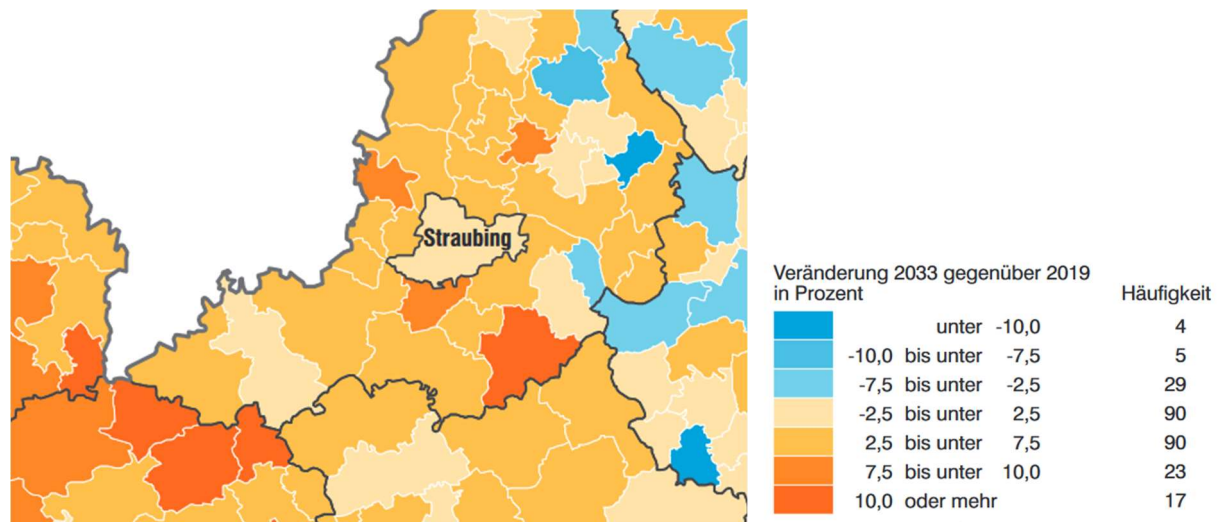 Straubing
Veränderung 2033 gegenüber 2019
in Prozent Häufigkeit
unter -10,0 4
-10,0 bis unter -7,5 5
-7,5 bis unter -2,5 29
-2,5 bis unter 2,5 90
2,5 bis unter 7,5 90
7,5 bis unter 10,0 23
10,0 oder mehr 17